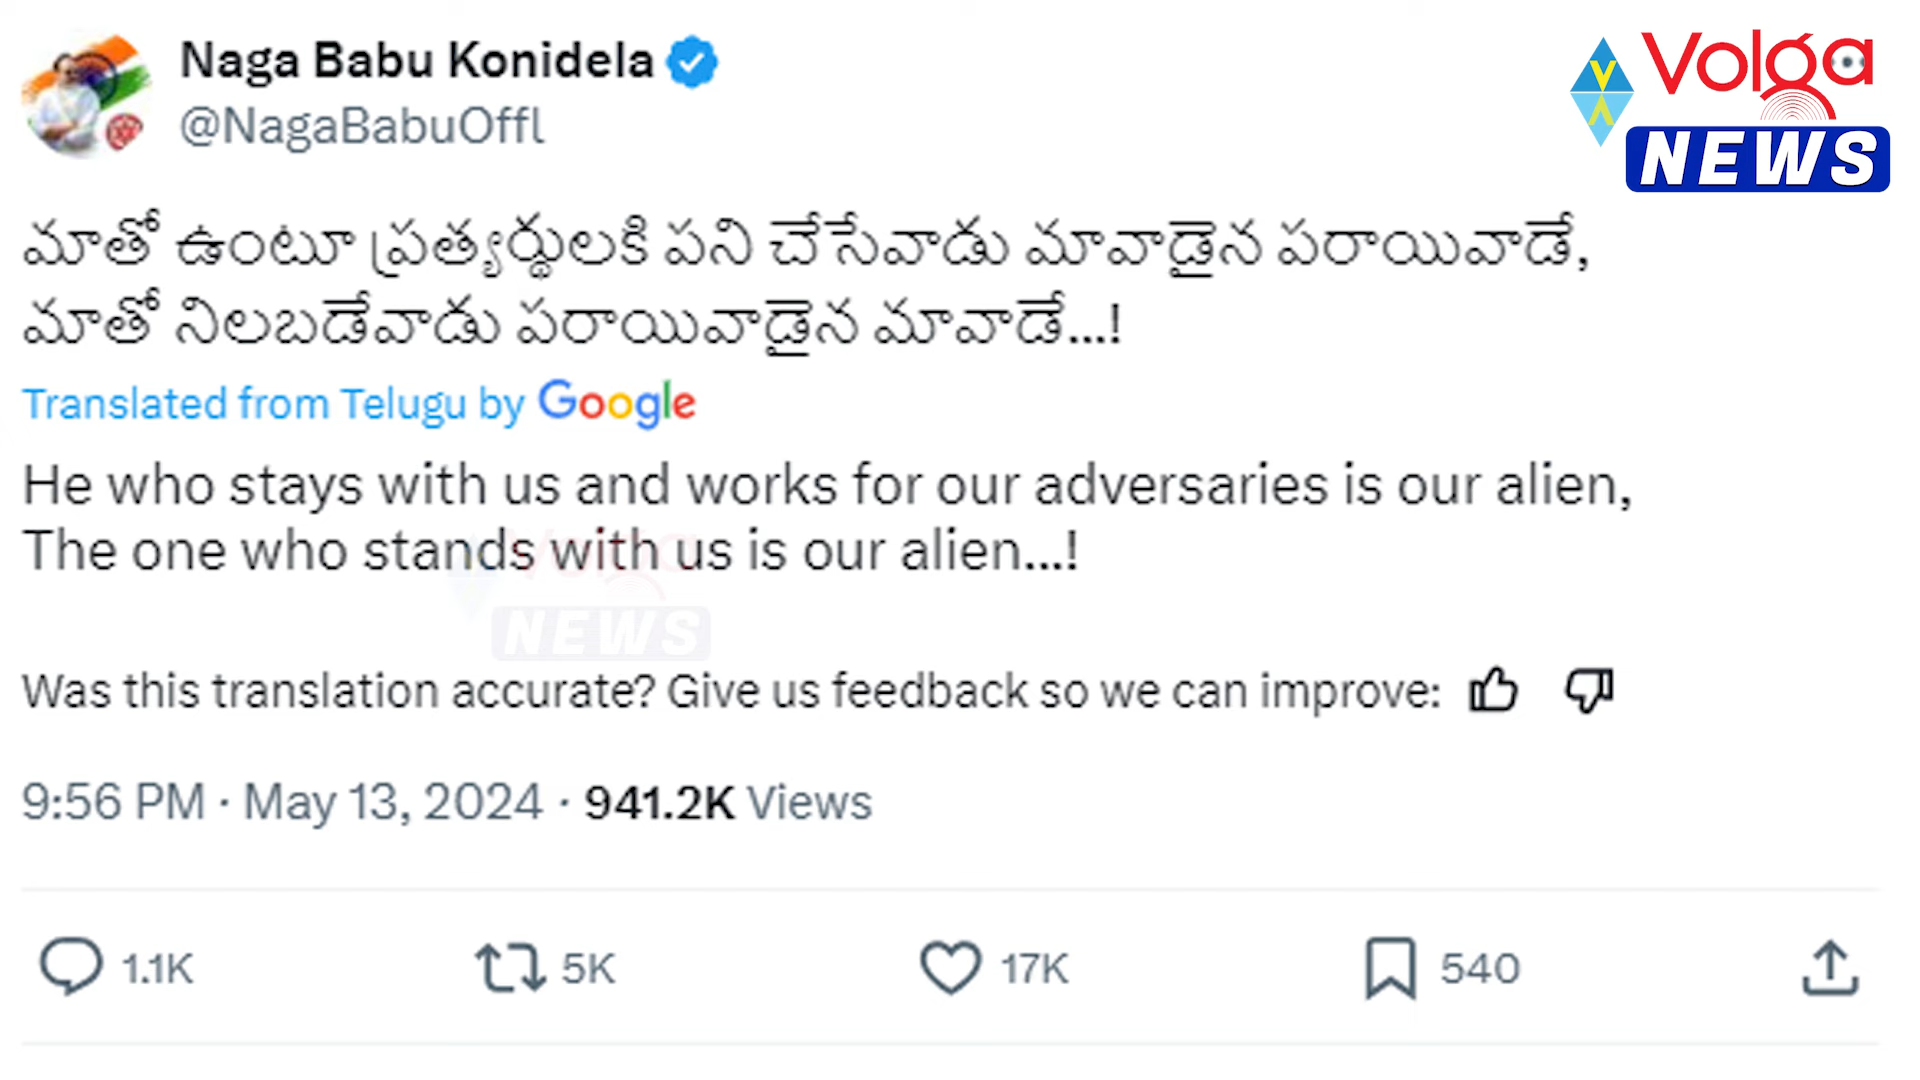 Naga Babu Konidela
@NagaBabuOffl
Volga
NEWS
మాతో ఉంటూ ప్రత్యర్థులకి పని చేసేవాడు మావాడైన పరాయివాడే,
మాతో నిలబడేవాడు పరాయివాడైన మావాడే...!
Translated from Telugu by Google
He who stays with us and works for our adversaries is our alien,
The one who stands with us is our alien...!
Volga
NEWS
Was this translation accurate? Give us feedback so we can improve:
9:56 PM · May 13, 2024 · 941.2K Views
1.1K 5K 17K 540